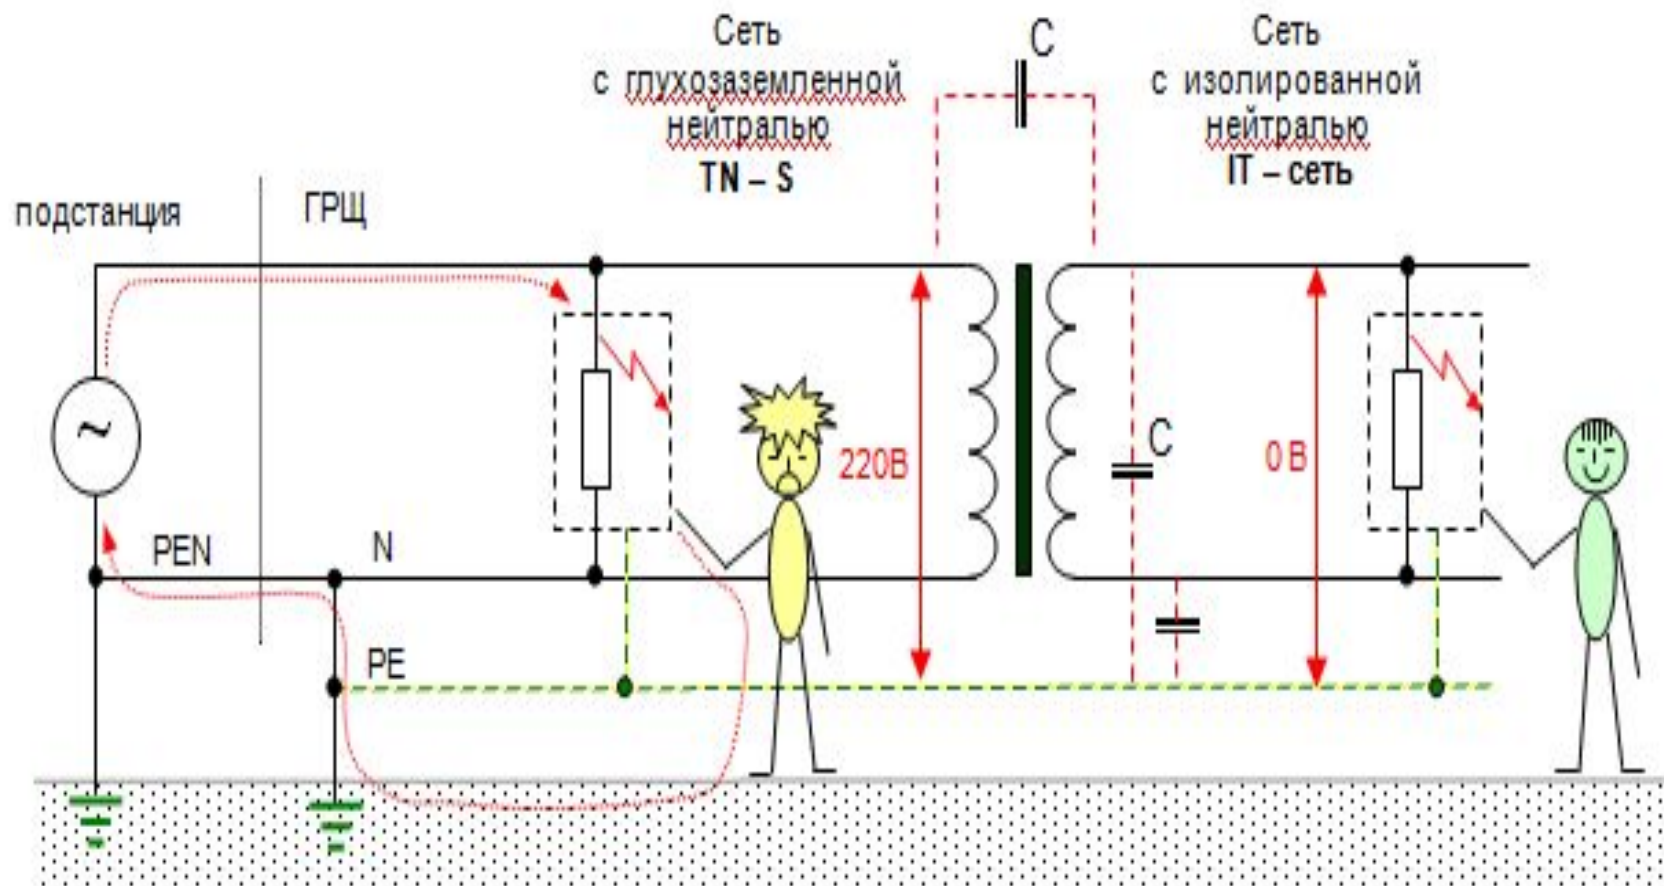 Сеть
с глухозаземленной
нейтралью
TN – S
C
Сеть
с изолированной
нейтралью
IT – сеть
подстанция
ГРЩ
~
220В
C
0 В
PEN
N
PE